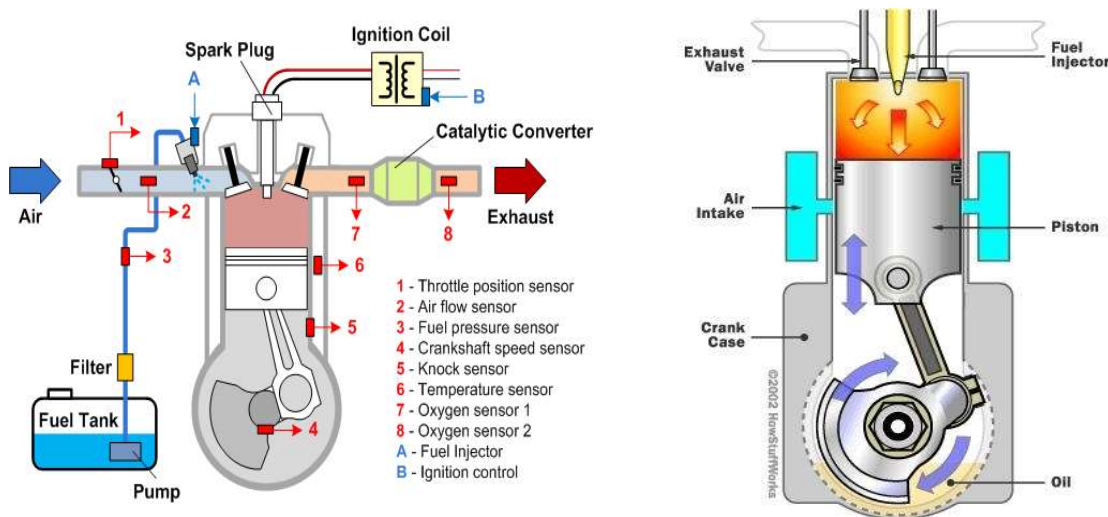 Ignition Coil
Spark Plug
A
B
1
Catalytic Converter
Air
2
7
8
Exhaust
3
6
5
4
Filter
Fuel Tank
Pump
1 - Throttle position sensor
2 - Air flow sensor
3 - Fuel pressure sensor
4 - Crankshaft speed sensor
5 - Knock sensor
6 - Temperature sensor
7 - Oxygen sensor 1
8 - Oxygen sensor 2
A - Fuel Injector
B - Ignition control
Exhaust
Valve
Fuel
Injector
Air
Intake
Piston
Crank
Case
©2002 HowStuffWorks
Oil